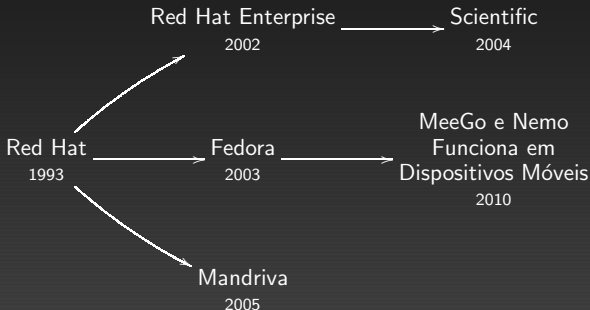 Red Hat Enterprise
2002
Scientific
2004
Red Hat
1993
Fedora
2003
MeeGo e Nemo
Funciona em
Dispositivos Móveis
2010
Mandriva
2005